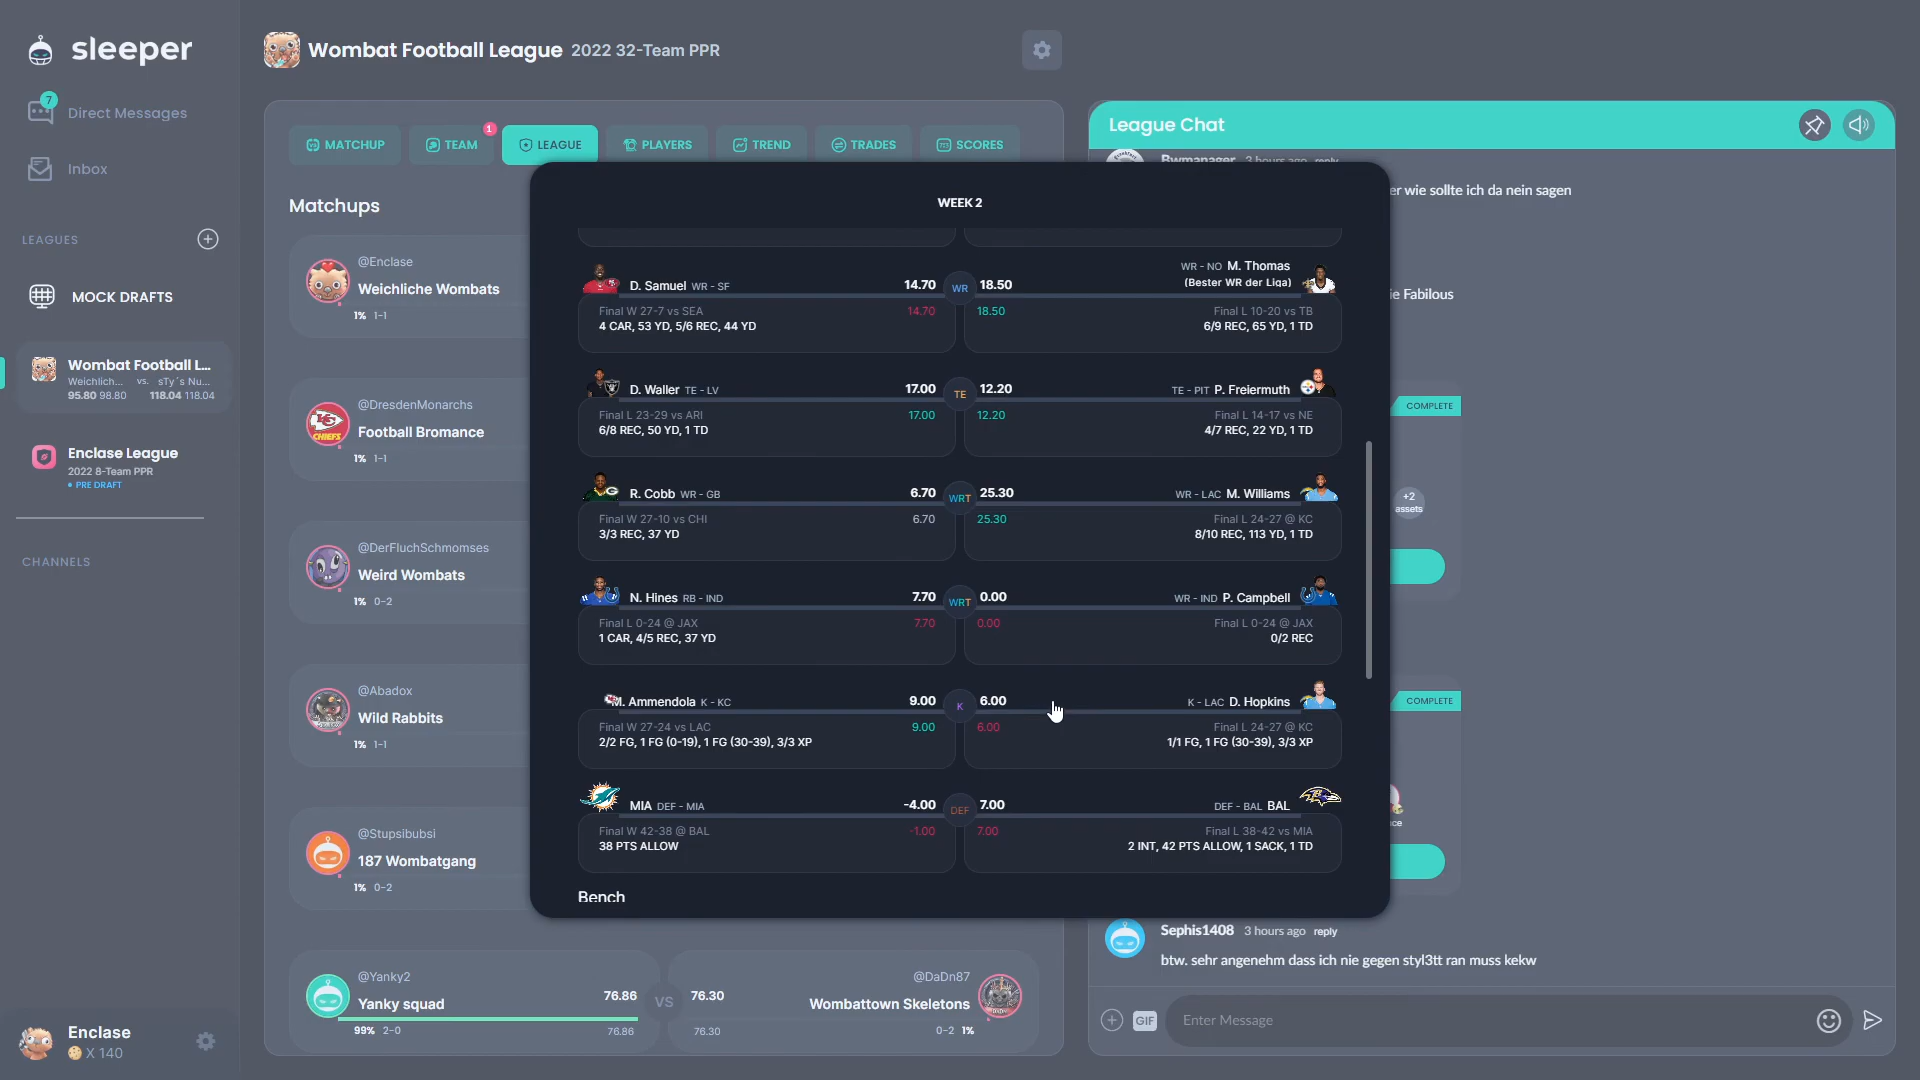 sleeper
7
Direct Messages
Inbox
LEAGUES
MOCK DRAFTS
Wombat Football L...
Weichlich... vs. sTy´s Nu...
95.80 98.80 118.04 118.04
Enclase League
2022 8-Team PPR
PRE DRAFT
CHANNELS
Enclase
X 140
Wombat Football League 2022 32-Team PPR
MATCHUP
TEAM
1
LEAGUE
PLAYERS
TREND
TRADES
SCORES
Matchups
@Enclase
Weichliche Wombats
1% 1-1
@DresdenMonarchs
Football Bromance
1% 1-1
@DerFluchSchmomses
Weird Wombats
1% 0-2
@Abadox
Wild Rabbits
1% 1-1
@Stupsibubsi
187 Wombatgang
1% 0-2
@Yanky2
Yanky squad 76.86
99% 2-0 76.86
VS
@DaDn87
76.30 Wombattown Skeletons
76.30 0-2 1%
WEEK 2
D. Samuel WR - SF 14.70 WR 18.50 WR - NO M. Thomas
(Bester WR der Liga)
Final W 27-7 vs SEA 14.70 18.50 Final L 10-20 vs TB
4 CAR, 53 YD, 5/6 REC, 44 YD 6/9 REC, 65 YD, 1 TD
D. Waller TE - LV 17.00 TE 12.20 TE - PIT P. Freiermuth
Final L 23-29 vs ARI 17.00 12.20 Final L 14-17 vs NE
6/8 REC, 50 YD, 1 TD 4/7 REC, 22 YD, 1 TD
R. Cobb WR - GB 6.70 WRT 25.30 WR - LAC M. Williams
Final W 27-10 vs CHI 6.70 25.30 Final L 24-27 @ KC
3/3 REC, 37 YD 8/10 REC, 113 YD, 1 TD
N. Hines RB - IND 7.70 WRT 0.00 WR - IND P. Campbell
Final L 0-24 @ JAX 7.70 0.00 Final L 0-24 @ JAX
1 CAR, 4/5 REC, 37 YD 0/2 REC
M. Ammendola K - KC 9.00 K 6.00 K - LAC D. Hopkins
Final W 27-24 vs LAC 9.00 6.00 Final L 24-27 @ KC
2/2 FG, 1 FG (0-19), 1 FG (30-39), 3/3 XP 1/1 FG, 1 FG (30-39), 3/3 XP
MIA DEF - MIA -4.00 DEF 7.00 DEF - BAL BAL
Final W 42-38 @ BAL -1.00 7.00 Final L 38-42 vs MIA
38 PTS ALLOW 2 INT, 42 PTS ALLOW, 1 SACK, 1 TD
Bench
League Chat
Bwmanager 3 hours ago reply
er wie sollte ich da nein sagen
ie Fabilous
COMPLETE
+2
assets
COMPLETE
ce
Sephis1408 3 hours ago reply
btw. sehr angenehm dass ich nie gegen styl3tt ran muss kekw
GIF
Enter Message